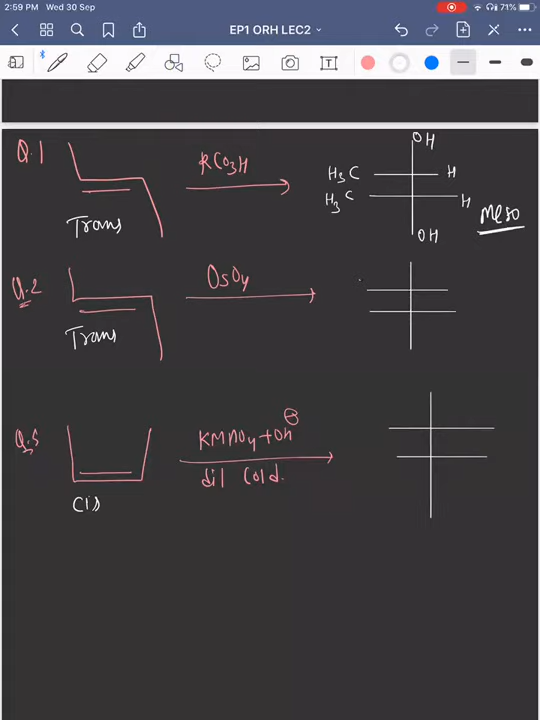 2:59 PM Wed 30 Sep
71%
EP1 ORH LEC2
T
Q.1
RCO3H
OH
H3C H
H3C H
OH
Trans
Meso
Q.2
OsO4
Trans
Q.3
KMNO4+OH⊖
dil Cold.
Cis